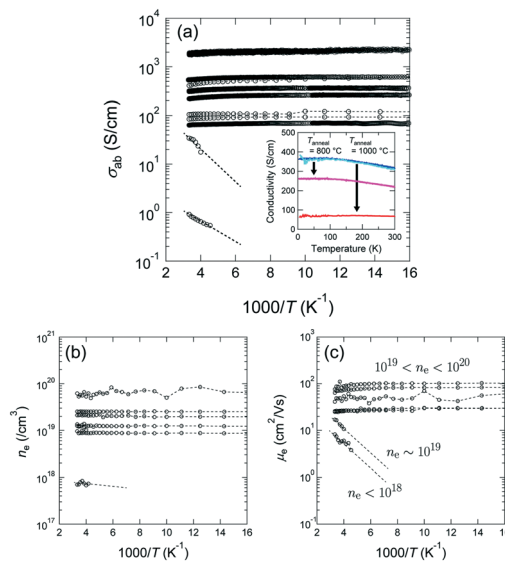 (a)
10^4
10^3
10^2
10^1
10^0
10^-1
σ_ab (S/cm)
2 4 6 8 10 12 14 16
1000/T (K^-1)
T_anneal = 800 °C
T_anneal = 1000 °C
Conductivity (S/cm)
500
400
300
200
100
0
0 100 200 300
Temperature (K)
(b)
10^21
10^20
10^19
10^18
10^17
n_e (/cm^3)
2 4 6 8 10 12 14 16
1000/T (K^-1)
(c)
10^3
10^2
10^1
10^0
10^-1
μ_e (cm^2/Vs)
10^19 < n_e < 10^20
n_e ~ 10^19
n_e < 10^18
2 4 6 8 10 12 14 16
1000/T (K^-1)